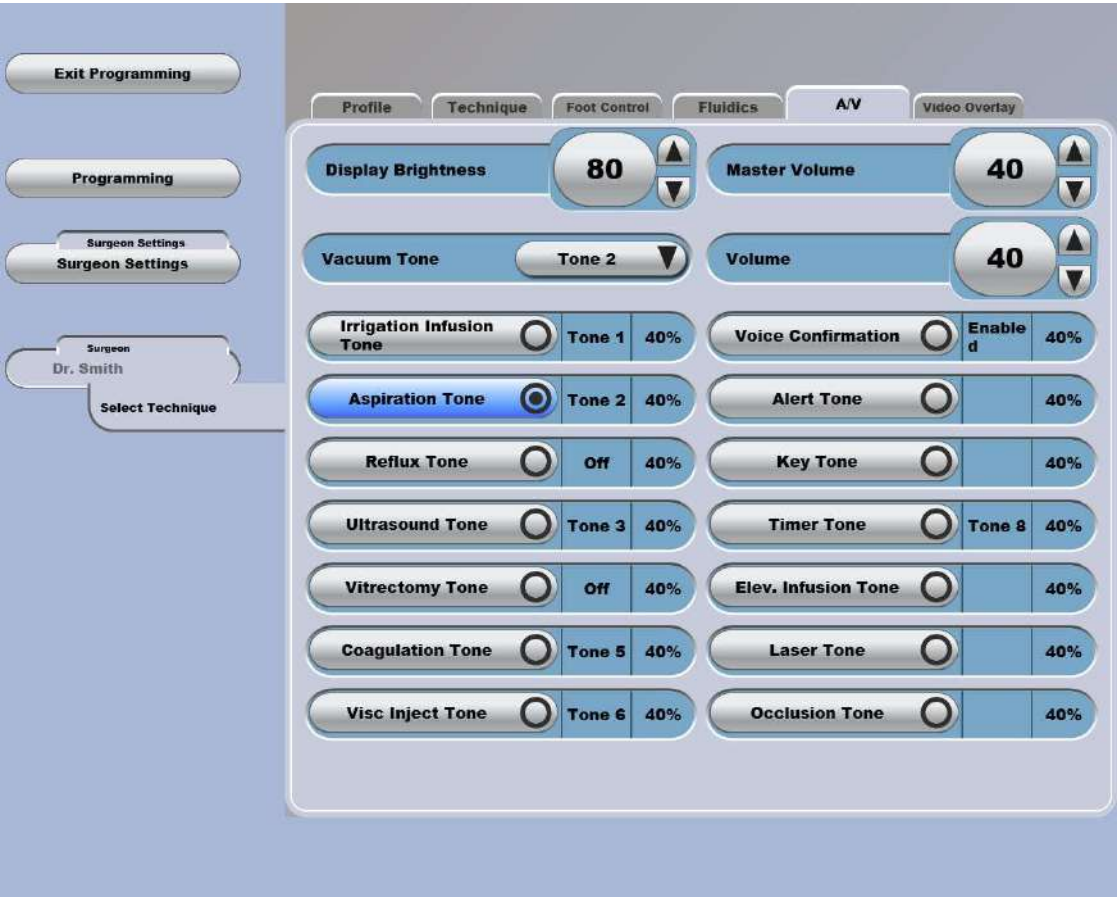 Exit Programming
Programming
Surgeon Settings
Surgeon Settings
Surgeon
Dr. Smith
Select Technique
Profile
Technique
Foot Control
Fluidics
A/V
Video Overlay
Display Brightness
80
Master Volume
40
Vacuum Tone
Tone 2
Volume
40
Irrigation Infusion
Tone
Tone 1
40%
Voice Confirmation
Enable
d
40%
Aspiration Tone
Tone 2
40%
Alert Tone
40%
Reflux Tone
Off
40%
Key Tone
40%
Ultrasound Tone
Tone 3
40%
Timer Tone
Tone 8
40%
Vitrectomy Tone
Off
40%
Elev. Infusion Tone
40%
Coagulation Tone
Tone 5
40%
Laser Tone
40%
Visc Inject Tone
Tone 6
40%
Occlusion Tone
40%